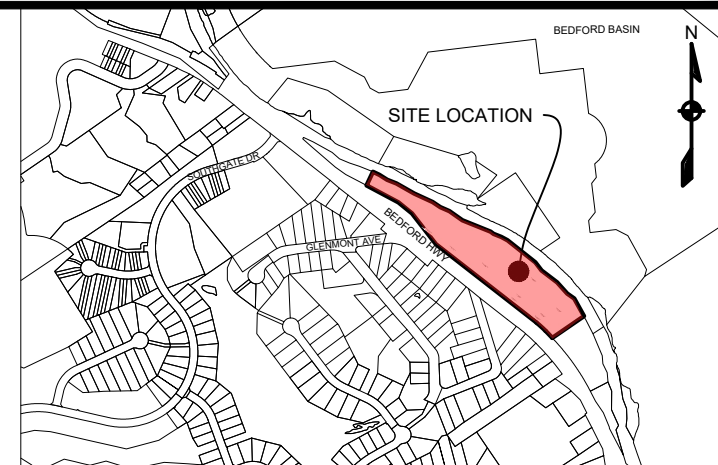 BEDFORD BASIN
N
SITE LOCATION
SOUTHGATE DR
BEDFORD HWY
GLENMONT AVE